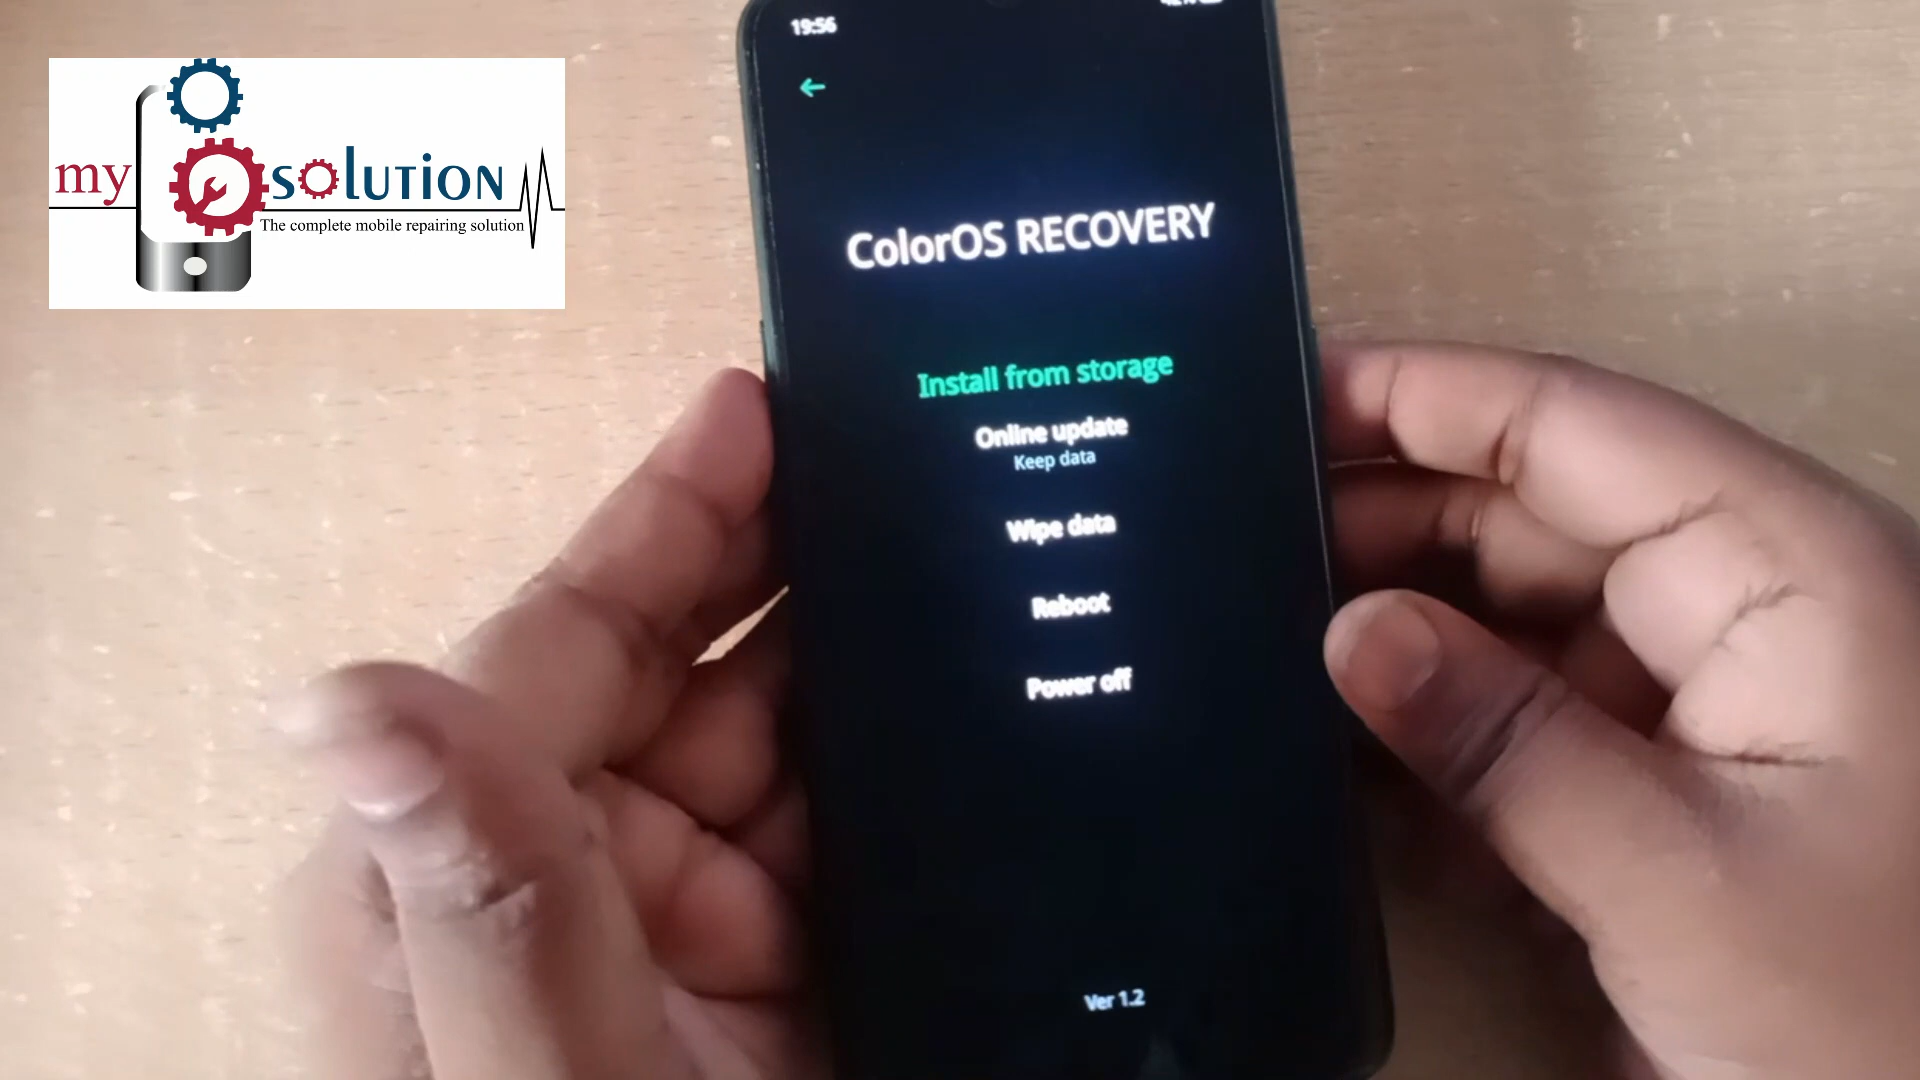 my solution
The complete mobile repairing solution
19:56
ColorOS RECOVERY
Install from storage
Online update
Keep data
Wipe data
Reboot
Power off
Ver 1.2